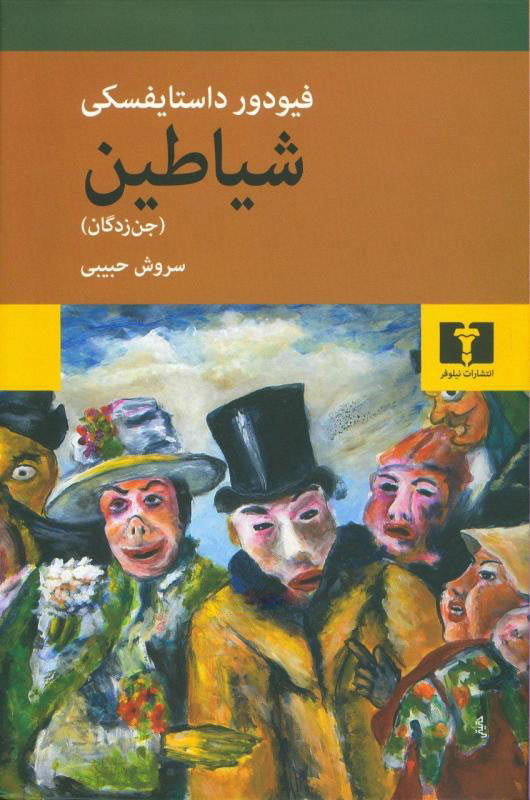 فیودور داستایفسکی
شیاطین
(جن‌زدگان)
سروش حبیبی
انتشارات نیلوفر